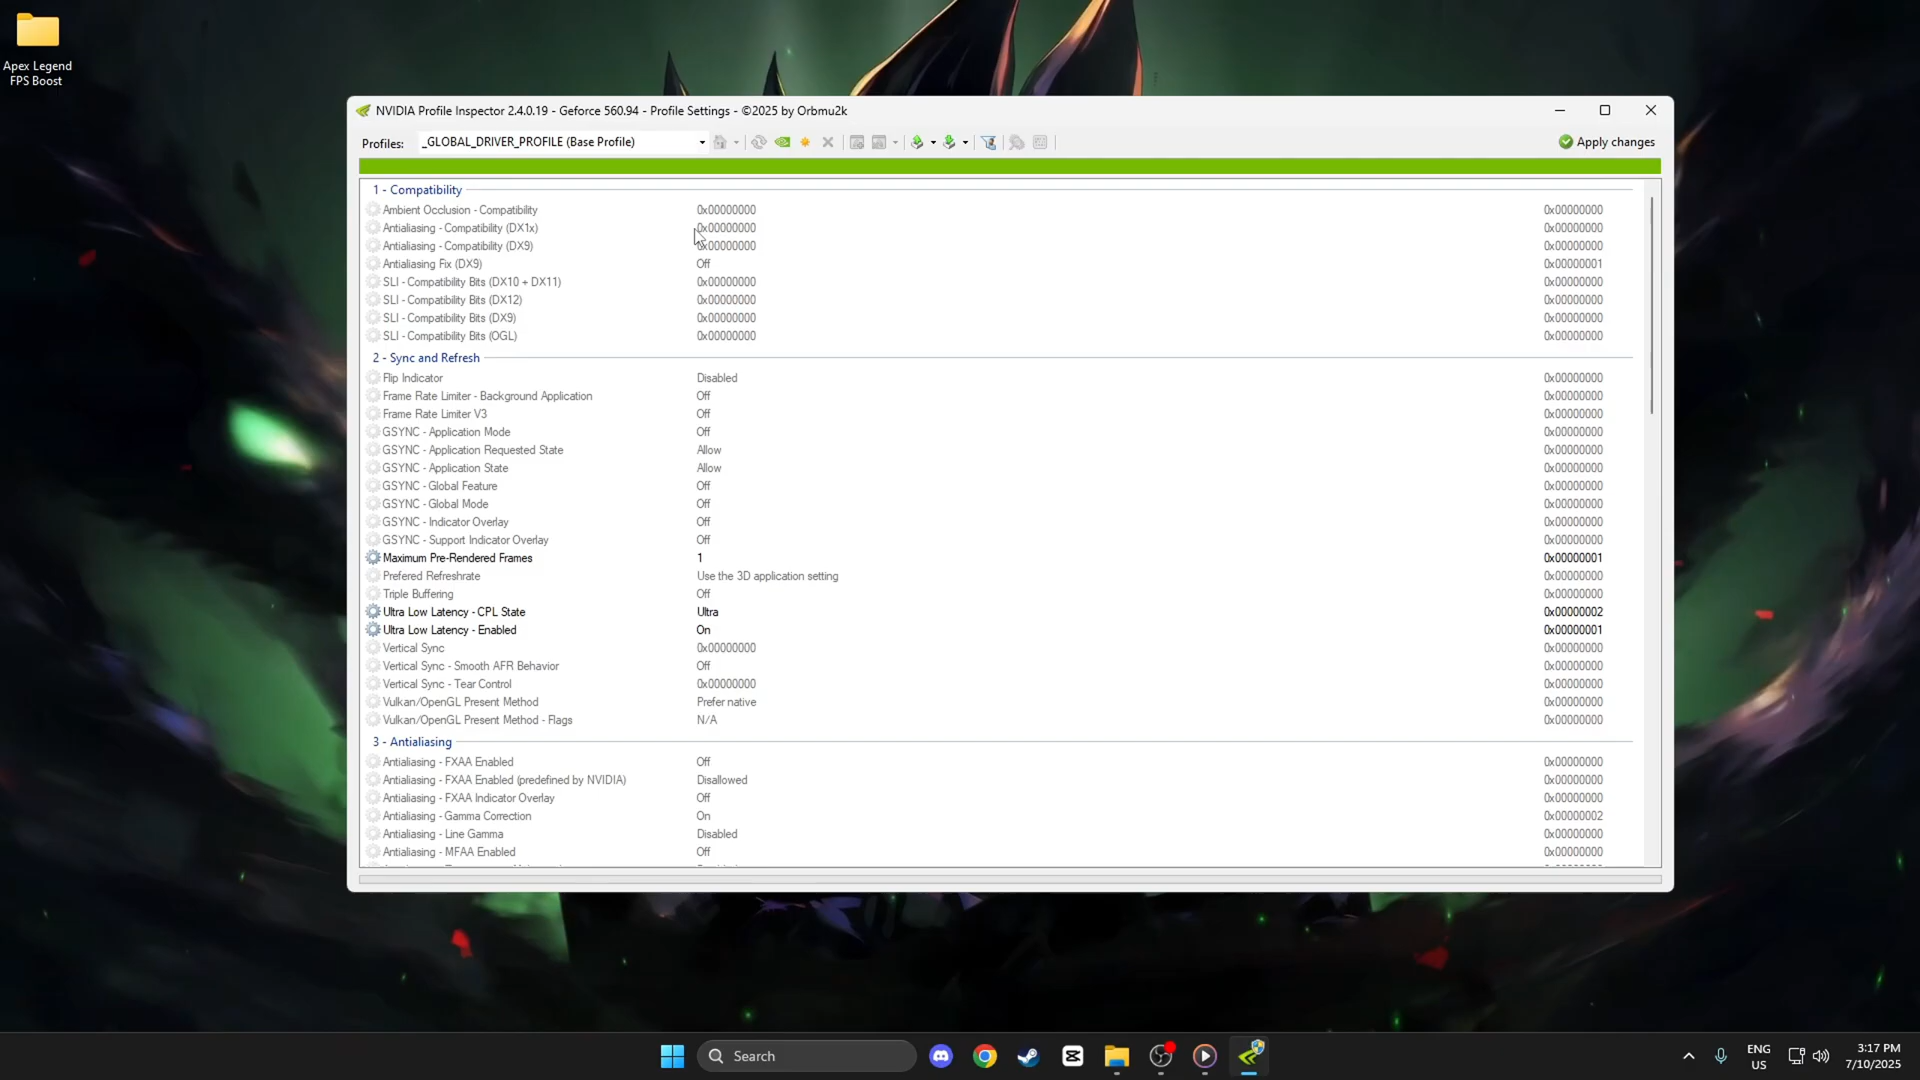 Apex Legend
FPS Boost
NVIDIA Profile Inspector 2.4.0.19 - Geforce 560.94 - Profile Settings - ©2025 by Orbmu2k
Profiles: _GLOBAL_DRIVER_PROFILE (Base Profile) Apply changes
1 - Compatibility
Ambient Occlusion - Compatibility 0x00000000 0x00000000
Antialiasing - Compatibility (DX1x) 0x00000000 0x00000000
Antialiasing - Compatibility (DX9) 0x00000000 0x00000000
Antialiasing Fix (DX9) Off 0x00000001
SLI - Compatibility Bits (DX10 + DX11) 0x00000000 0x00000000
SLI - Compatibility Bits (DX12) 0x00000000 0x00000000
SLI - Compatibility Bits (DX9) 0x00000000 0x00000000
SLI - Compatibility Bits (OGL) 0x00000000 0x00000000
2 - Sync and Refresh
Flip Indicator Disabled 0x00000000
Frame Rate Limiter - Background Application Off 0x00000000
Frame Rate Limiter V3 Off 0x00000000
GSYNC - Application Mode Off 0x00000000
GSYNC - Application Requested State Allow 0x00000000
GSYNC - Application State Allow 0x00000000
GSYNC - Global Feature Off 0x00000000
GSYNC - Global Mode Off 0x00000000
GSYNC - Indicator Overlay Off 0x00000000
GSYNC - Support Indicator Overlay Off 0x00000000
Maximum Pre-Rendered Frames 1 0x00000001
Prefered Refreshrate Use the 3D application setting 0x00000000
Triple Buffering Off 0x00000000
Ultra Low Latency - CPL State Ultra 0x00000002
Ultra Low Latency - Enabled On 0x00000001
Vertical Sync 0x00000000 0x00000000
Vertical Sync - Smooth AFR Behavior Off 0x00000000
Vertical Sync - Tear Control 0x00000000 0x00000000
Vulkan/OpenGL Present Method Prefer native 0x00000000
Vulkan/OpenGL Present Method - Flags N/A 0x00000000
3 - Antialiasing
Antialiasing - FXAA Enabled Off 0x00000000
Antialiasing - FXAA Enabled (predefined by NVIDIA) Disallowed 0x00000000
Antialiasing - FXAA Indicator Overlay Off 0x00000000
Antialiasing - Gamma Correction On 0x00000002
Antialiasing - Line Gamma Disabled 0x00000000
Antialiasing - MFAA Enabled Off 0x00000000
Search
ENG
US
3:17 PM
7/10/2025